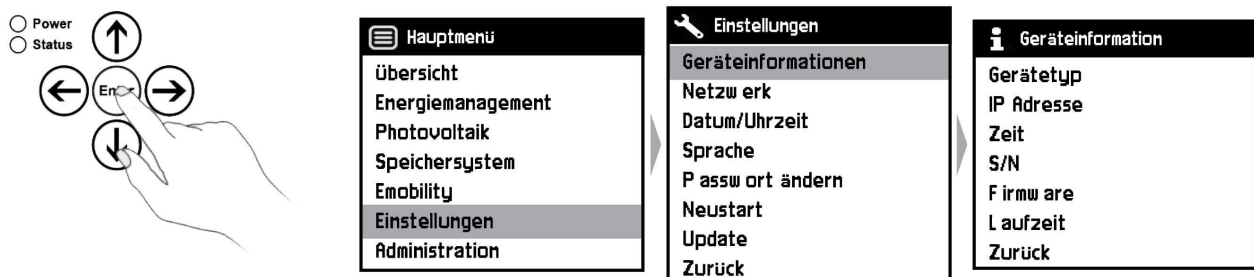 Power
Status
Enter
Hauptmenü
Übersicht
Energiemanagement
Photovoltaik
Speichersystem
Emobility
Einstellungen
Administration
Einstellungen
Geräteinformationen
Netzw erk
Datum/Uhrzeit
Sprache
P assw ort ändern
Neustart
Update
Zurück
Geräteinformation
Gerätetyp
IP Adresse
Zeit
S/N
F irmw are
L aufzeit
Zurück